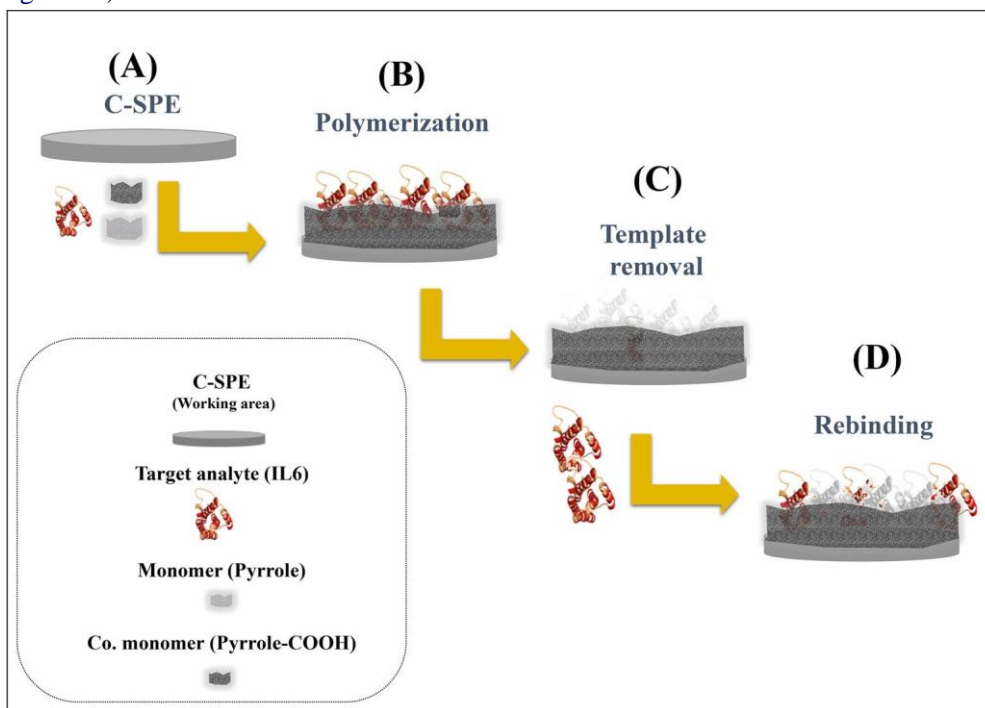 (A)
C-SPE
(B)
Polymerization
(C)
Template
removal
(D)
Rebinding
C-SPE
(Working area)
Target analyte (IL6)
Monomer (Pyrrole)
Co. monomer (Pyrrole-COOH)